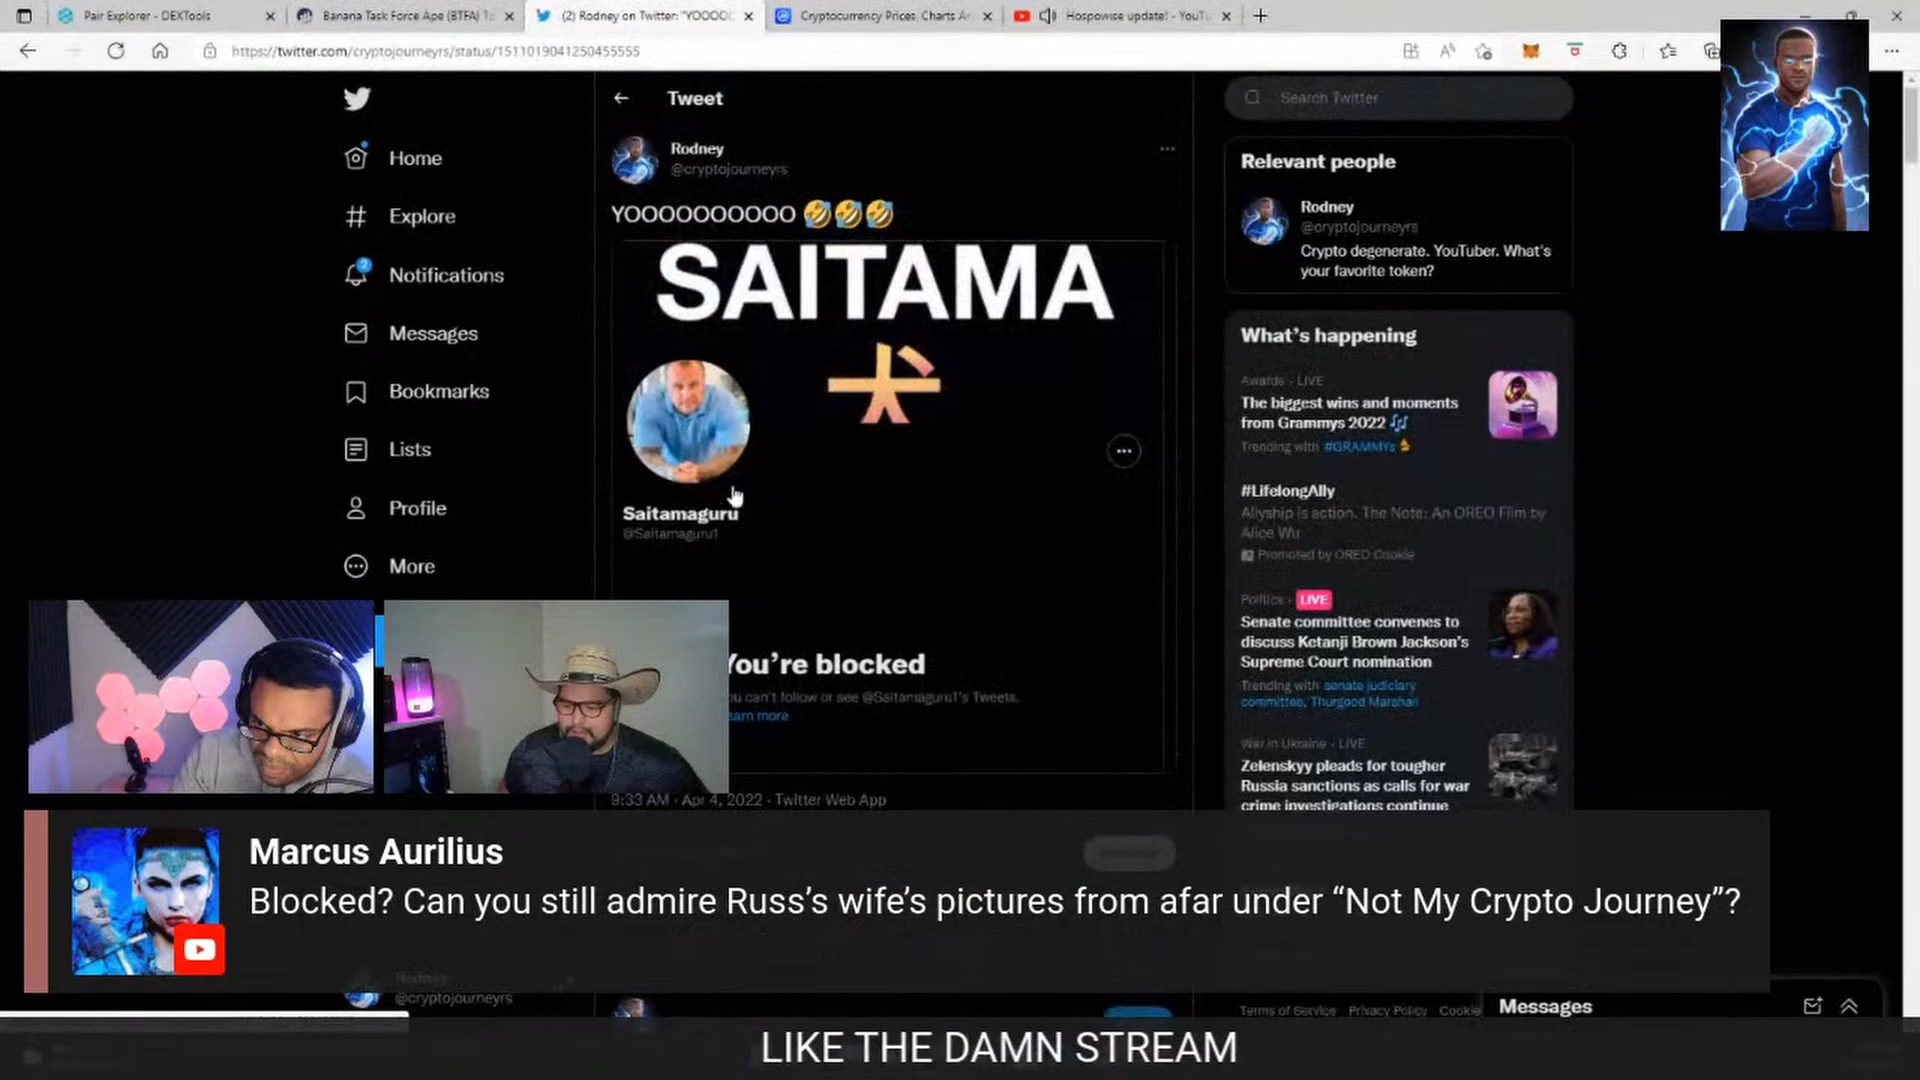 Pair Explorer - DEXTools
Banana Task Force Ape (BTFA) T
(2) Rodney on Twitter: "YOOOO
Cryptocurrency Prices, Charts A
Hospowise update! - YouTu
https://twitter.com/cryptojourneyrs/status/1511019041250455555
Home
Explore
2
Notifications
Messages
Bookmarks
Lists
Profile
More
Tweet
Rodney
@cryptojourneyrs
YOOOOOOOOOO 🤣🤣🤣
SAITAMA
Saitamaguru
@Saitamaguru1
You're blocked
can't follow or see @Saitamaguru1's Tweets.
more
9:33 AM · Apr 4, 2022 · Twitter Web App
Search Twitter
Relevant people
Rodney
@cryptojourneyrs
Crypto degenerate. YouTuber. What's
your favorite token?
What's happening
Awards · LIVE
The biggest wins and moments
from Grammys 2022 🎶
Trending with #GRAMMYs
#LifelongAlly
Allyship is action. The Note: An OREO Film by
Alice Wu
Promoted by OREO Cookie
Politics · LIVE
Senate committee convenes to
discuss Ketanji Brown Jackson's
Supreme Court nomination
Trending with senate judiciary
committee, Thurgood Marshall
War in Ukraine · LIVE
Zelenskyy pleads for tougher
Russia sanctions as calls for war
crime investigations continue
Marcus Aurilius
Blocked? Can you still admire Russ's wife's pictures from afar under “Not My Crypto Journey”?
Rodney
@cryptojourneyrs
Terms of Service Privacy Policy Cookie
Messages
LIKE THE DAMN STREAM